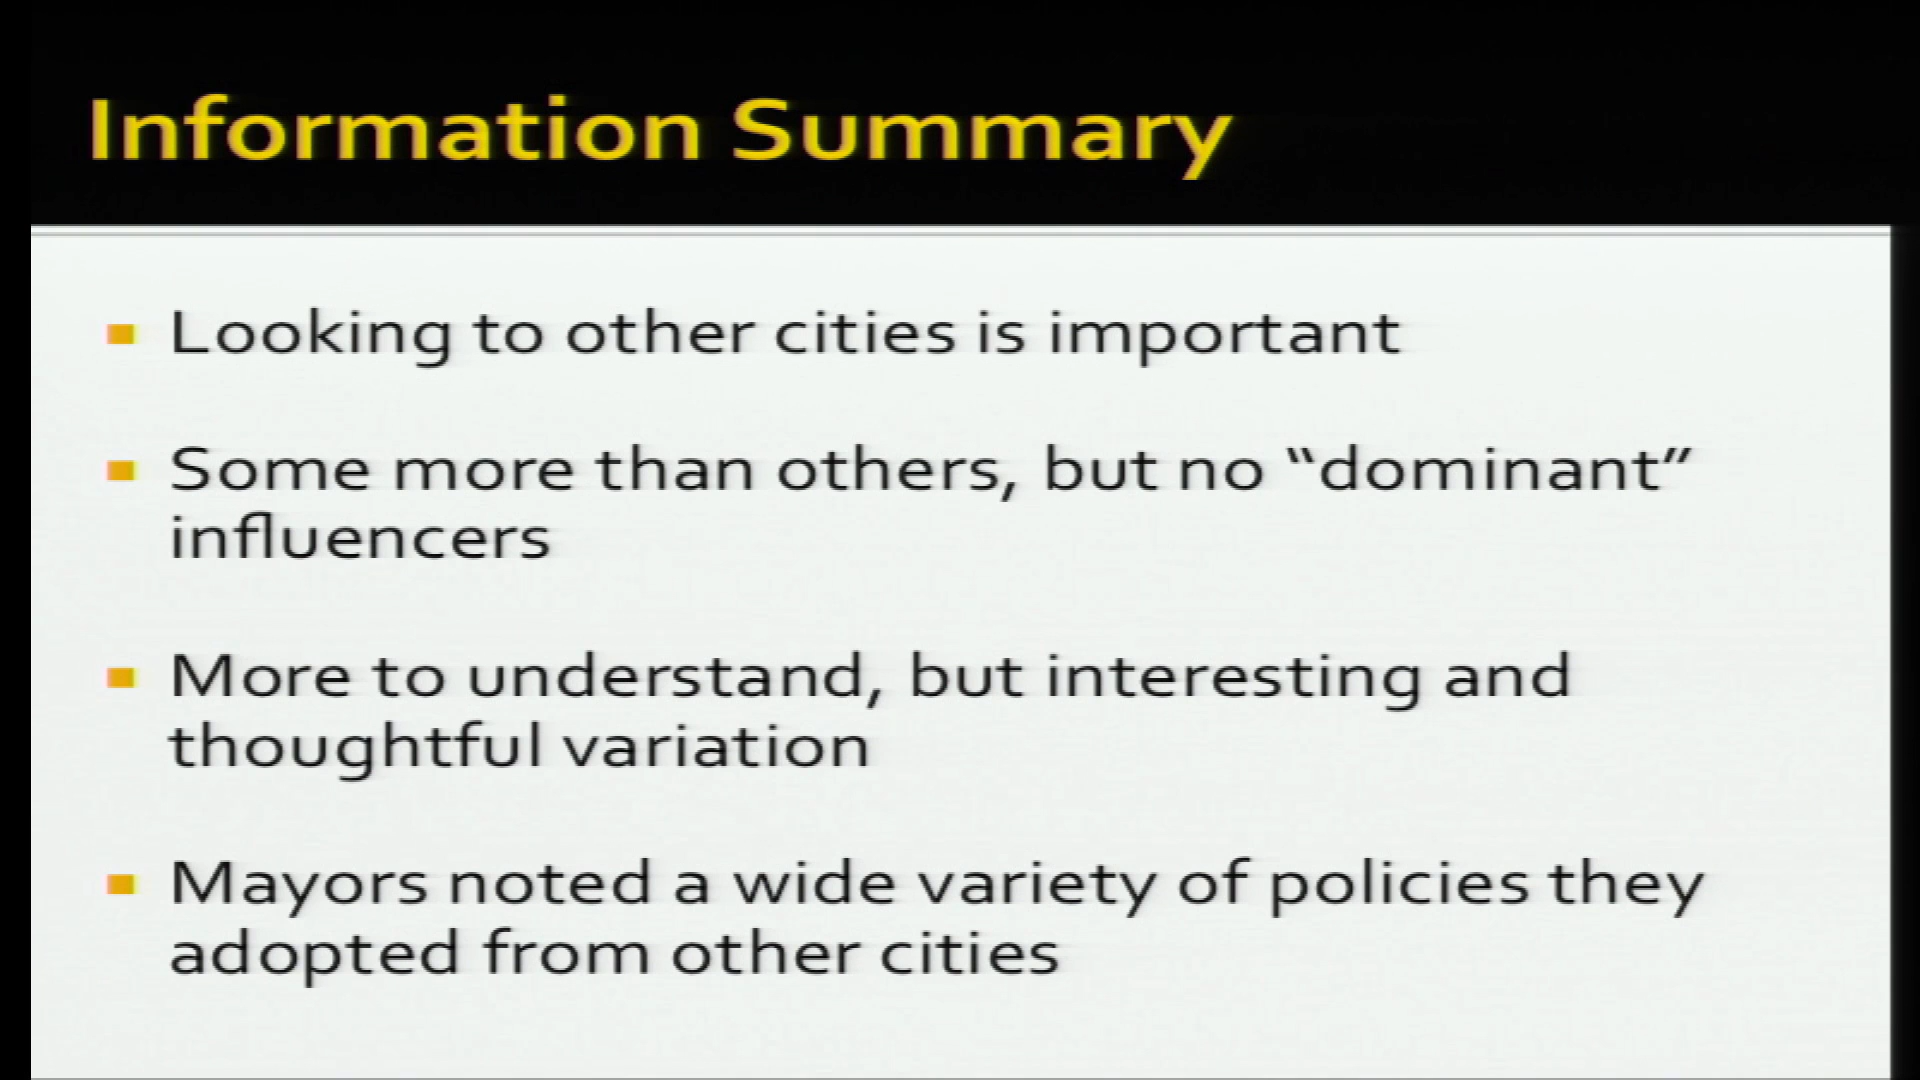 Information Summary
Looking to other cities is important
Some more than others, but no “dominant”
influencers
More to understand, but interesting and
thoughtful variation
Mayors noted a wide variety of policies they
adopted from other cities